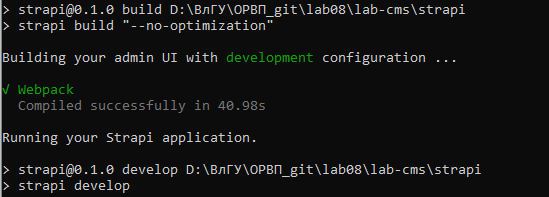 > strapi@0.1.0 build D:\ВлГУ\ОРВП_git\lab08\lab-cms\strapi
> strapi build "--no-optimization"
Building your admin UI with development configuration ...
√ Webpack
Compiled successfully in 40.98s
Running your Strapi application.
> strapi@0.1.0 develop D:\ВлГУ\ОРВП_git\lab08\lab-cms\strapi
> strapi develop